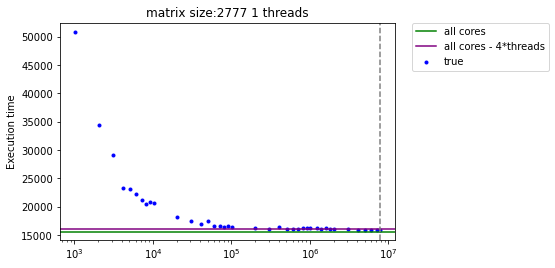 matrix size:2777 1 threads
50000
45000
40000
35000
30000
25000
20000
15000
Execution time
10³
10⁴
10⁵
10⁶
10⁷
all cores
all cores - 4*threads
true